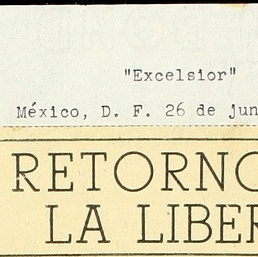 "Excelsior"
México, D. F. 26 de jun
RETORNO
LA LIBER